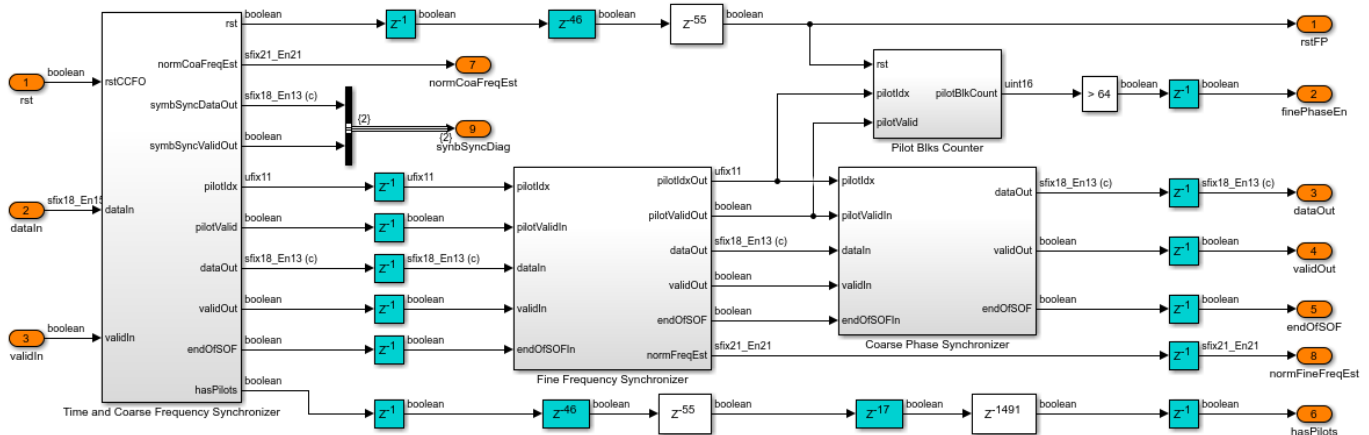 boolean
boolean
boolean
boolean
rst
Z-1
Z-46
Z-55
1
rstFP
sfix21_En21
normCoaFreqEst
7
normCoaFreqEst
1
boolean
rst
rstCCFO
rst
pilotIdx
pilotBlkCount
pilotValid
uint16
> 64
boolean
Z-1
boolean
2
finePhaseEn
Pilot Blks Counter
symbSyncDataOut
sfix18_En13 (c)
{2}
{2}
9
synbSyncDiag
symbSyncValidOut
boolean
pilotIdx
ufix11
Z-1
ufix11
pilotIdx
pilotIdxOut
ufix11
pilotIdx
dataOut
sfix18_En13 (c)
Z-1
sfix18_En13 (c)
3
dataOut
2
dataIn
sfix18_En15
dataIn
pilotValid
boolean
Z-1
boolean
pilotValidIn
pilotValidOut
boolean
pilotValidIn
dataOut
sfix18_En13 (c)
Z-1
sfix18_En13 (c)
dataIn
dataOut
sfix18_En13 (c)
dataIn
validOut
boolean
Z-1
boolean
4
validOut
validOut
boolean
Z-1
boolean
validIn
validOut
boolean
validIn
3
validIn
boolean
validIn
endOfSOF
boolean
Z-1
boolean
endOfSOFIn
endOfSOF
boolean
endOfSOFIn
endOfSOF
boolean
Z-1
boolean
5
endOfSOF
Coarse Phase Synchronizer
normFreqEst
sfix21_En21
Z-1
sfix21_En21
8
normFineFreqEst
Fine Frequency Synchronizer
hasPilots
boolean
Time and Coarse Frequency Synchronizer
Z-1
boolean
Z-46
boolean
Z-55
boolean
Z-17
boolean
Z-1491
boolean
Z-1
boolean
6
hasPilots